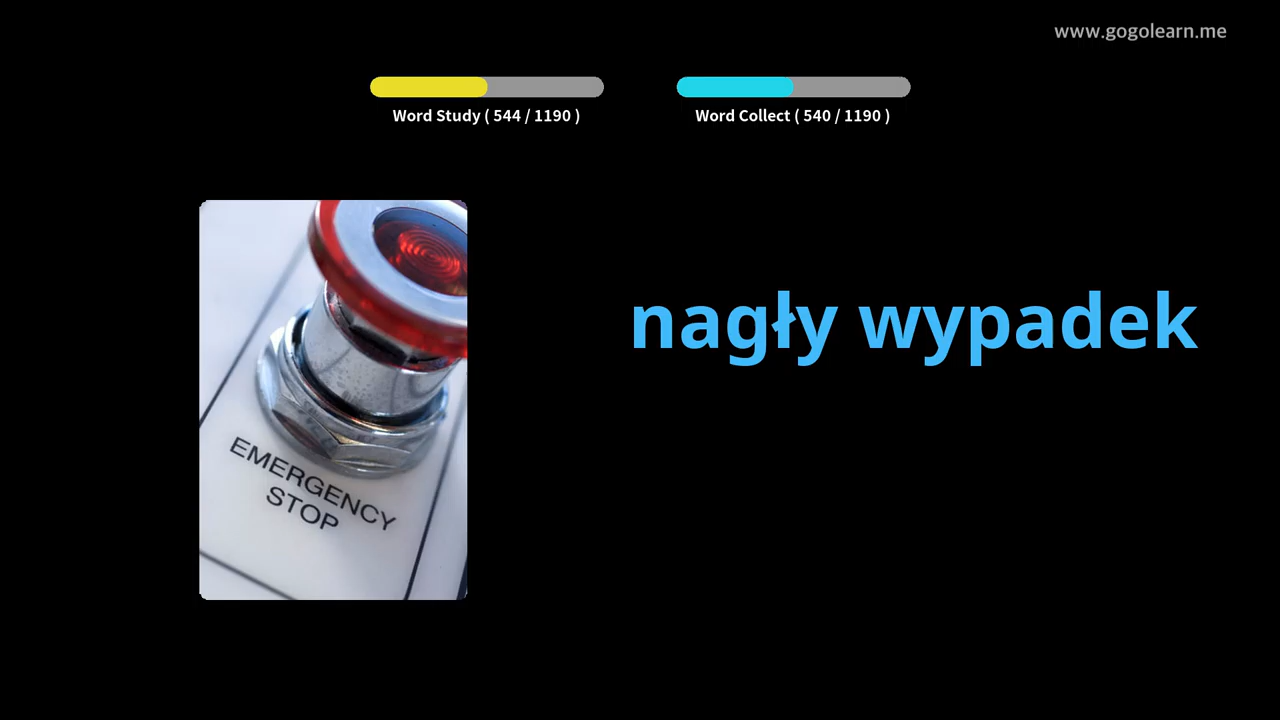 www.gogolearn.me
Word Study ( 544 / 1190 )
Word Collect ( 540 / 1190 )
nagły wypadek
EMERGENCY
STOP